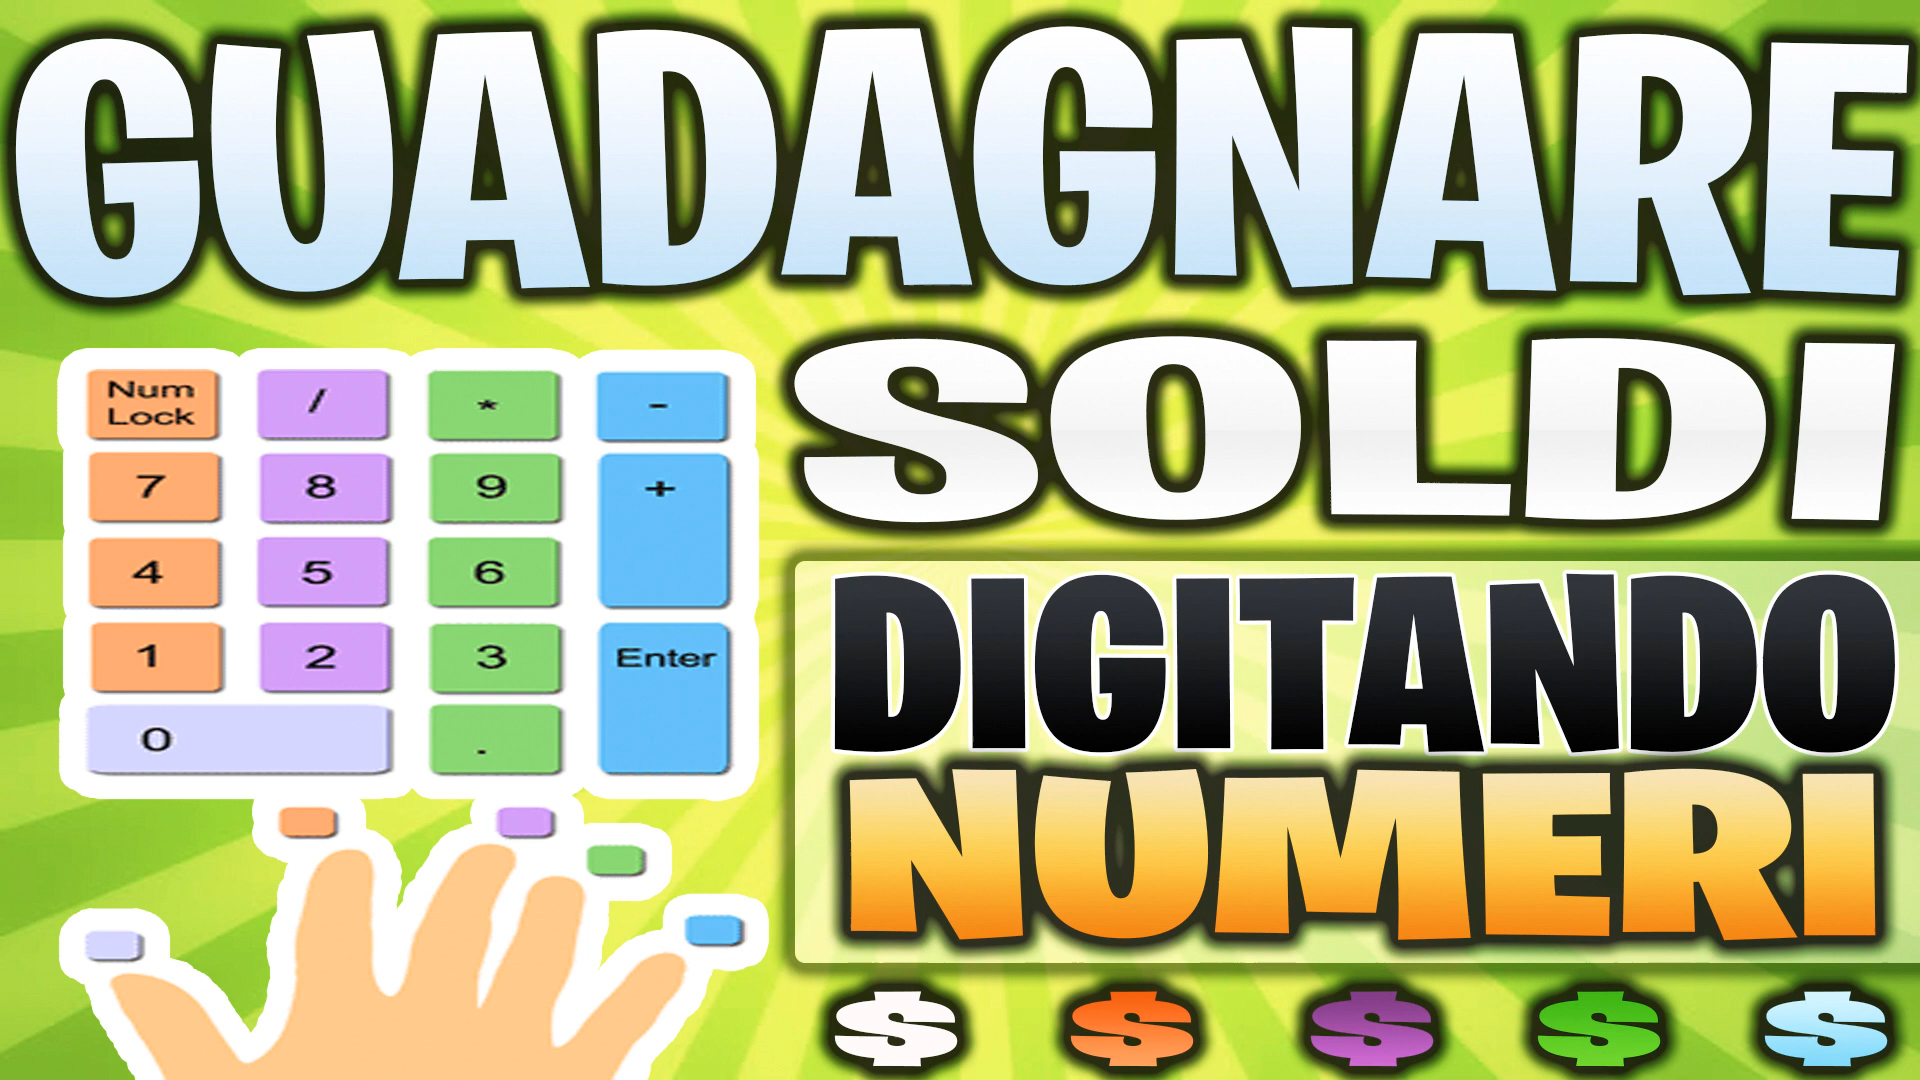 GUADAGNARE
SOLDI
Num Lock / * -
7 8 9 +
4 5 6
1 2 3 Enter
0 .
DIGITANDO
NUMERI
$ $ $ $ $